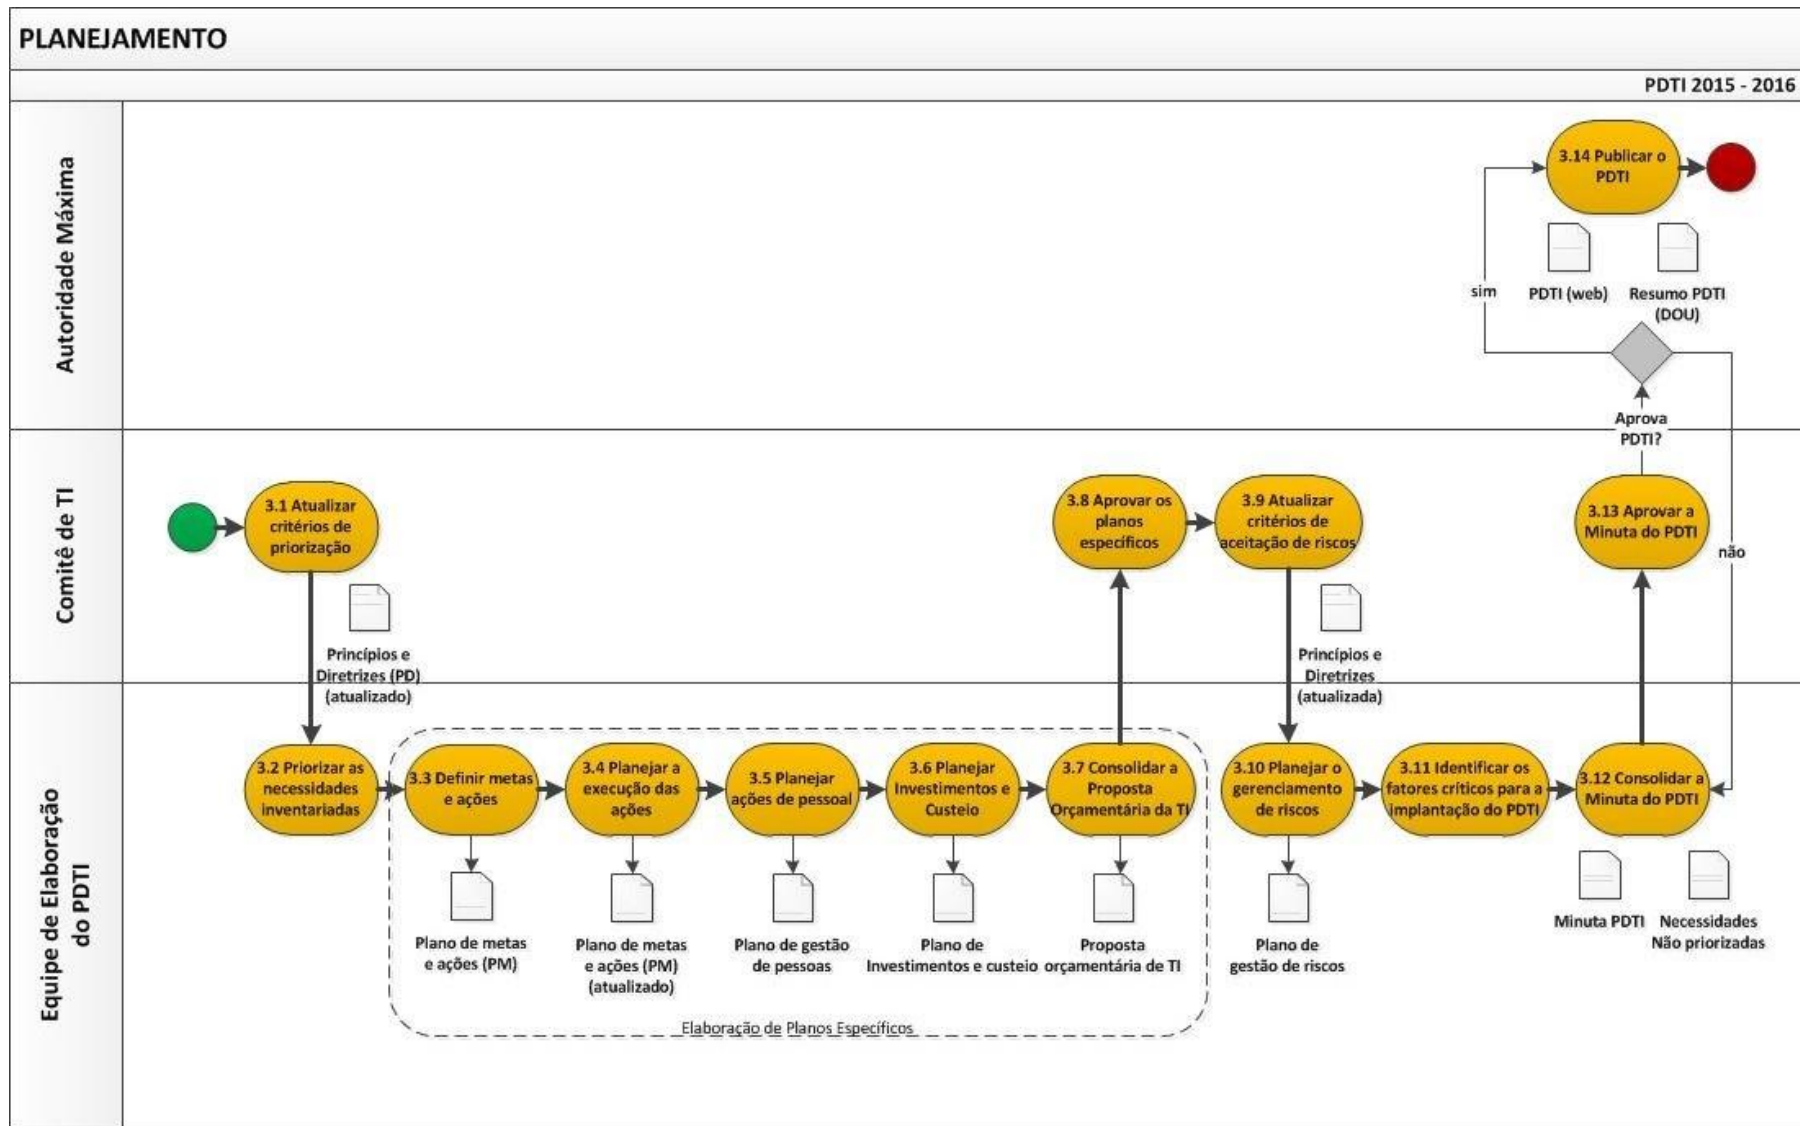 PLANEJAMENTO
PDTI 2015 - 2016
Autoridade Máxima
3.14 Publicar o
PDTI
PDTI (web)
Resumo PDTI
(DOU)
sim
Aprova
PDTI?
não
Comitê de TI
3.1 Atualizar
critérios de
priorização
Princípios e
Diretrizes (PD)
(atualizado)
3.8 Aprovar os
planos
específicos
3.9 Atualizar
critérios de
aceitação de riscos
Princípios e
Diretrizes
(atualizada)
3.13 Aprovar a
Minuta do PDTI
Equipe de Elaboração
do PDTI
3.2 Priorizar as
necessidades
inventariadas
3.3 Definir metas
e ações
3.4 Planejar a
execução das
ações
3.5 Planejar
ações de pessoal
3.6 Planejar
Investimentos e
Custeio
3.7 Consolidar a
Proposta
Orçamentária da TI
3.10 Planejar o
gerenciamento
de riscos
3.11 Identificar os
fatores críticos para a
implantação do PDTI
3.12 Consolidar a
Minuta do PDTI
Plano de metas
e ações (PM)
Plano de metas
e ações (PM)
(atualizado)
Plano de gestão
de pessoas
Plano de
Investimentos e custeio
Proposta
orçamentária de TI
Plano de
gestão de riscos
Minuta PDTI
Necessidades
Não priorizadas
Elaboração de Planos Específicos